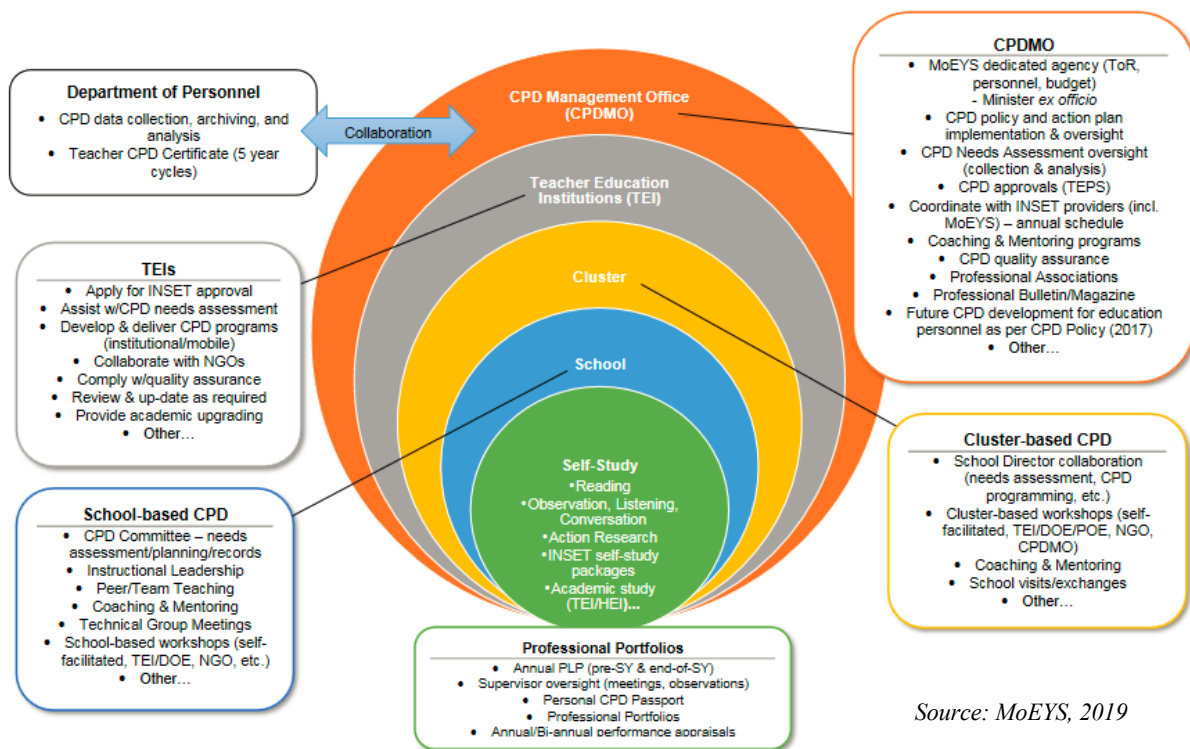 Department of Personnel
• CPD data collection, archiving, and
analysis
• Teacher CPD Certificate (5 year
cycles)
Collaboration
CPD Management Office
(CPDMO)
Teacher Education
Institutions (TEI)
Cluster
School
Self-Study
•Reading
•Observation, Listening,
Conversation
•Action Research
•INSET self-study
packages
•Academic study
(TEI/HEI)...
CPDMO
• MoEYS dedicated agency (ToR,
personnel, budget)
- Minister ex officio
• CPD policy and action plan
implementation & oversight
• CPD Needs Assessment oversight
(collection & analysis)
• CPD approvals (TEPS)
• Coordinate with INSET providers (incl.
MoEYS) – annual schedule
• Coaching & Mentoring programs
• CPD quality assurance
• Professional Associations
• Professional Bulletin/Magazine
• Future CPD development for education
personnel as per CPD Policy (2017)
• Other…
TEIs
• Apply for INSET approval
• Assist w/CPD needs assessment
• Develop & deliver CPD programs
(institutional/mobile)
• Collaborate with NGOs
• Comply w/quality assurance
• Review & up-date as required
• Provide academic upgrading
• Other…
School-based CPD
• CPD Committee – needs
assessment/planning/records
• Instructional Leadership
• Peer/Team Teaching
• Coaching & Mentoring
• Technical Group Meetings
• School-based workshops (self-
facilitated, TEI/DOE, NGO, etc.)
• Other…
Cluster-based CPD
• School Director collaboration
(needs assessment, CPD
programming, etc.)
• Cluster-based workshops (self-
facilitated, TEI/DOE/POE, NGO,
CPDMO)
• Coaching & Mentoring
• School visits/exchanges
• Other…
Professional Portfolios
• Annual PLP (pre-SY & end-of-SY)
• Supervisor oversight (meetings, observations)
• Personal CPD Passport
• Professional Portfolios
• Annual/Bi-annual performance appraisals
Source: MoEYS, 2019